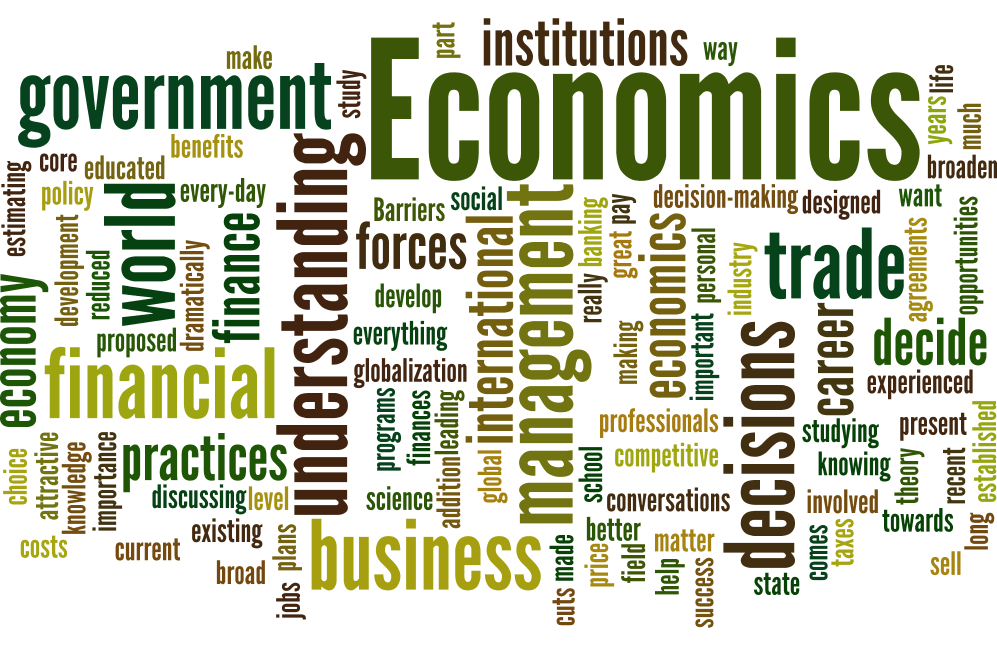 part
institutions
way
make
Economics
government
study
life
years
much
benefits
understanding
core
educated
broaden
estimating
policy
world
every-day
Barriers
social
management
banking
pay
decision-making
designed
want
opportunities
development
reduced
dramatically
finance
forces
international
great
economics
personal
industry
trade
agreements
economy
proposed
develop
really
everything
making
important
decisions
career
decide
financial
globalization
experienced
programs
finances
leading
professionals
studying
present
established
choice
attractive
knowledge
importance
practices
global
school
competitive
knowing
theory
recent
discussing
level
science
addition
conversations
involved
towards
long
costs
current
existing
plans
business
made
better
price
field
matter
help
success
state
comes
taxes
sell
broad
jobs
cuts